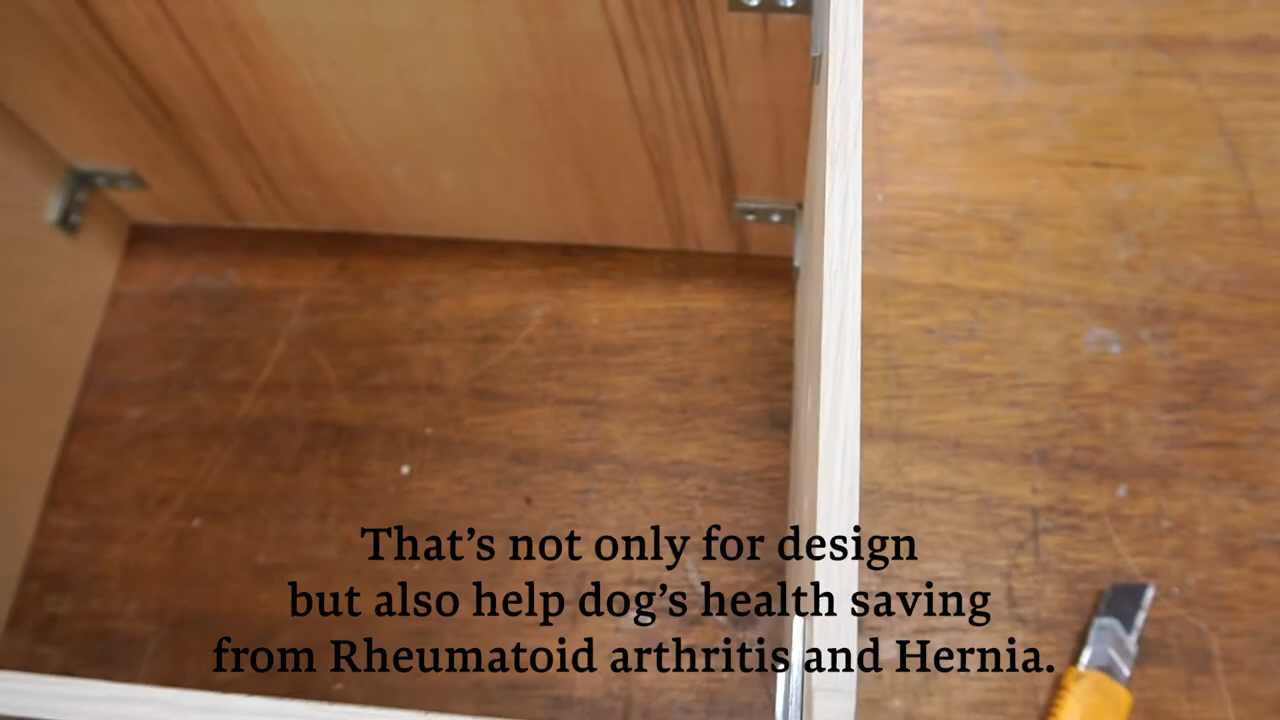 That’s not only for design
but also help dog’s health saving
from Rheumatoid arthritis and Hernia.